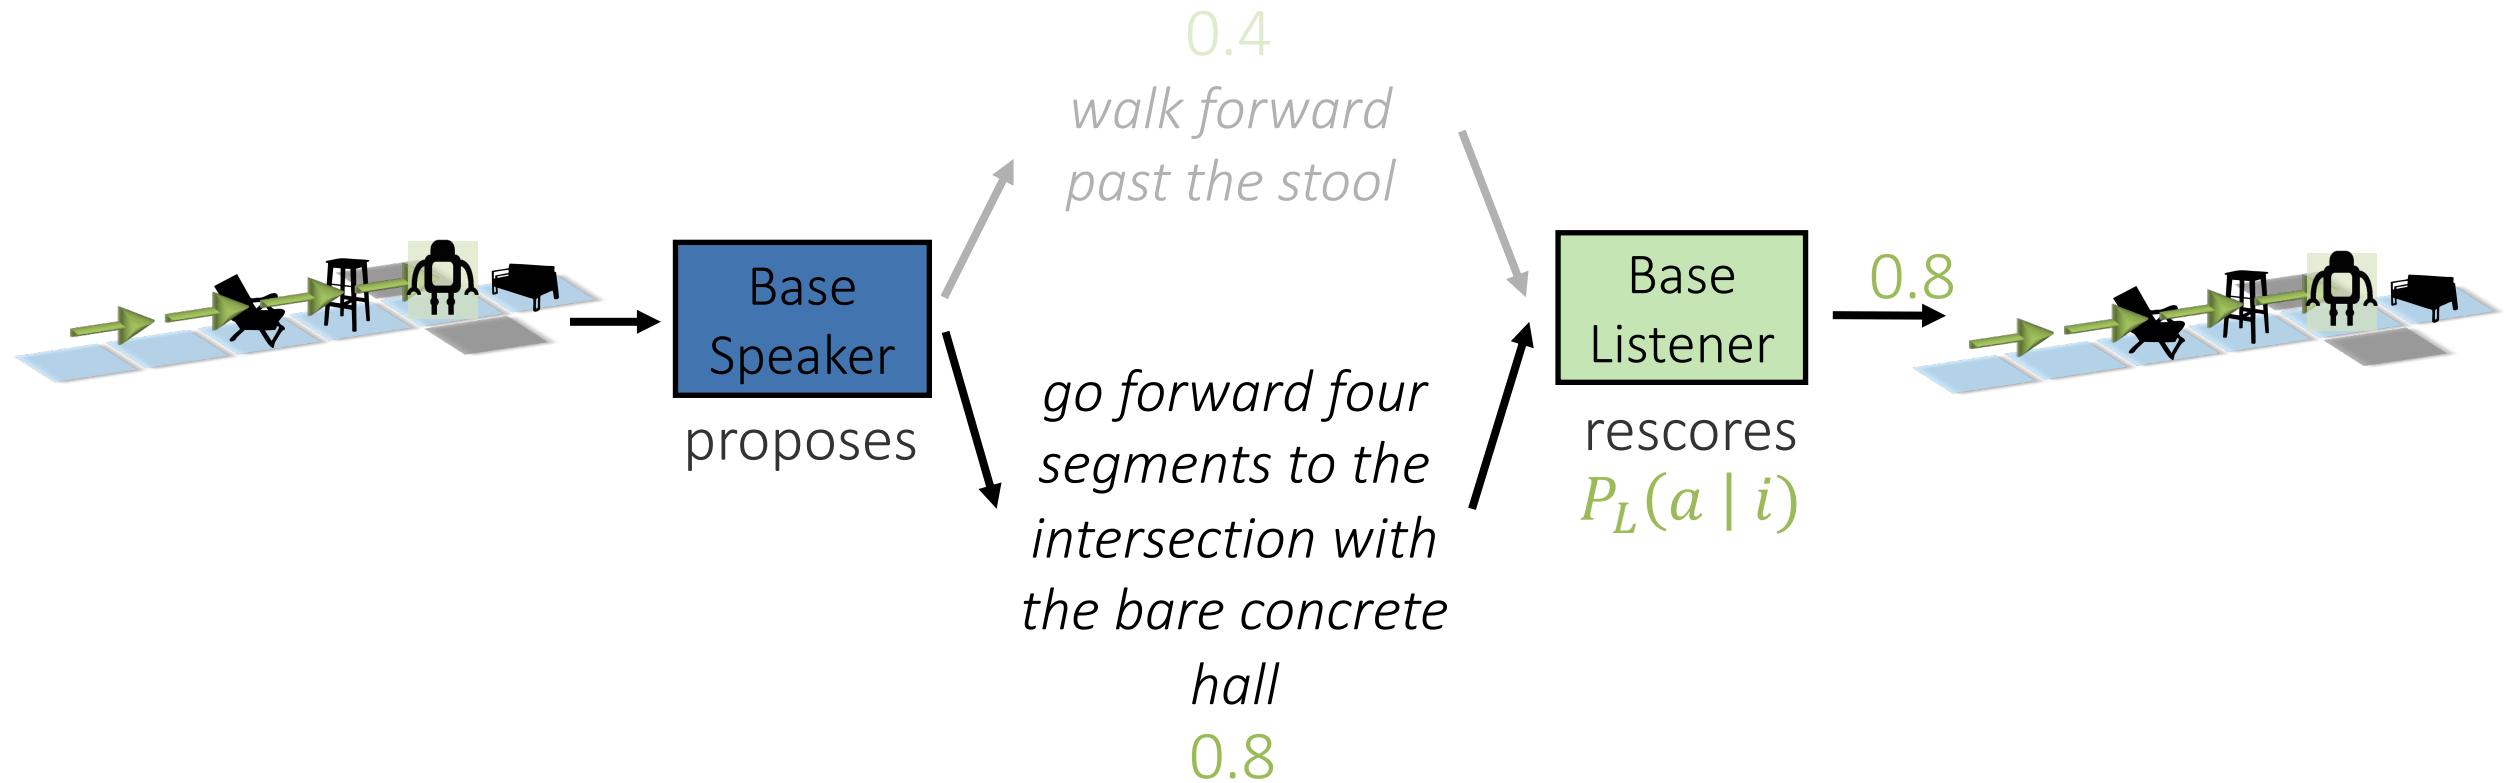 0.4
walk forward
past the stool
Base
Speaker
proposes
go forward four
segments to the
intersection with
the bare concrete
hall
0.8
Base
Listener
rescores
P_L(a | i)
0.8